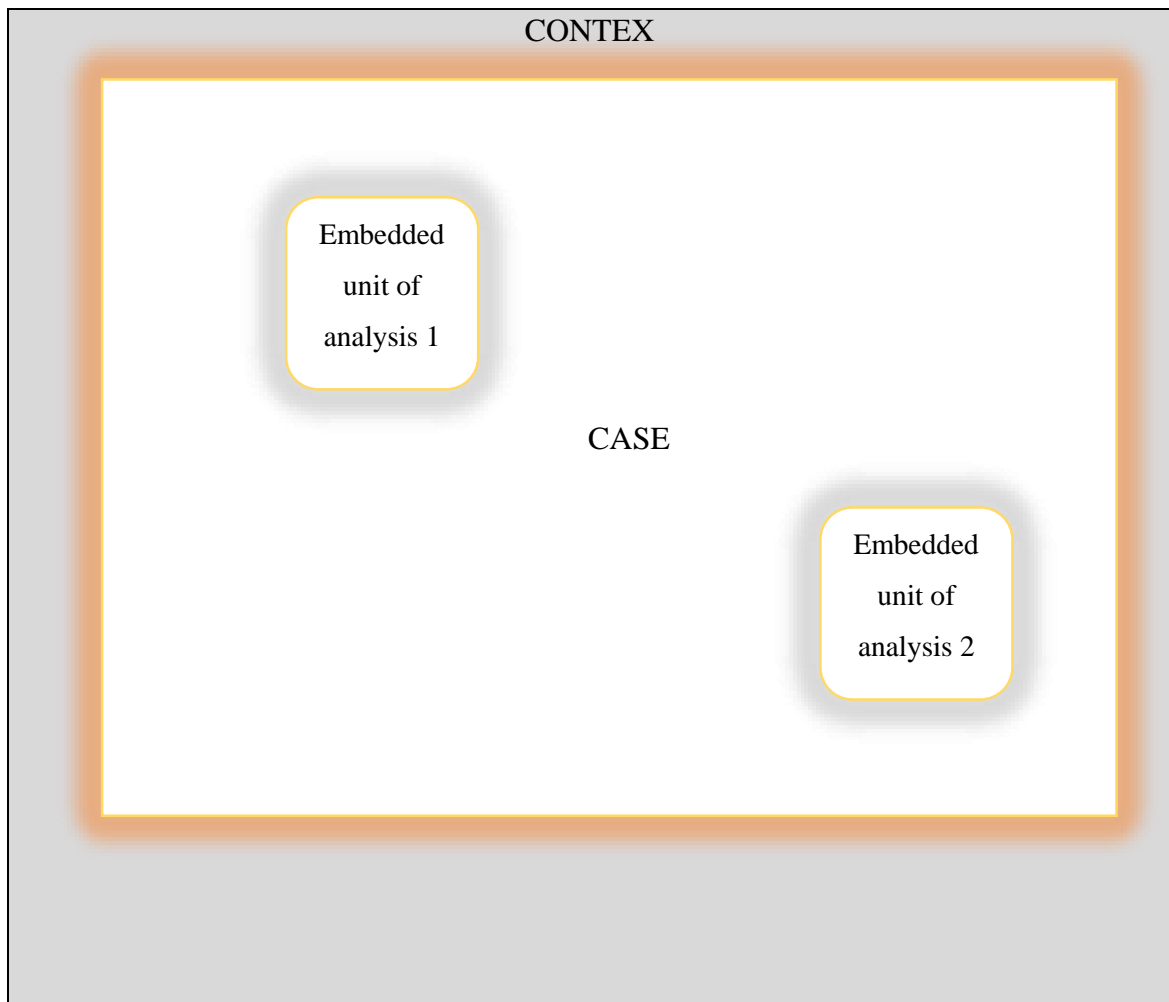 CONTEX
Embedded
unit of
analysis 1
CASE
Embedded
unit of
analysis 2